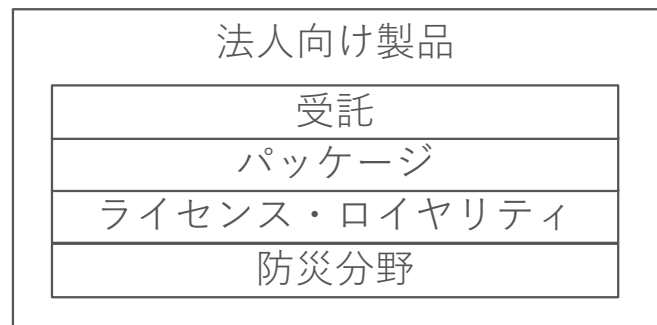 法人向け製品
受託
パッケージ
ライセンス・ロイヤリティ
防災分野